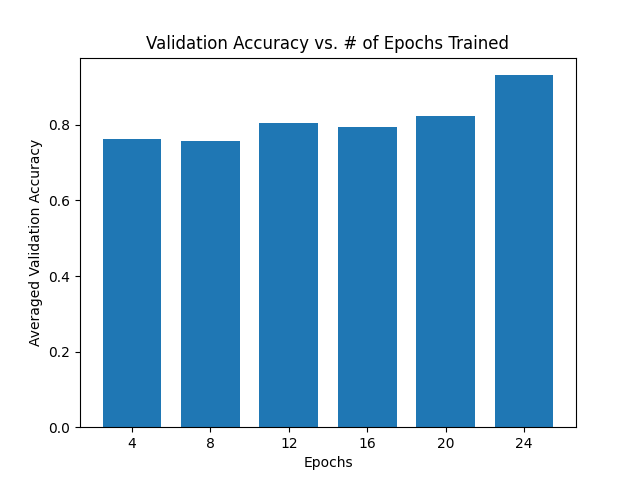 Validation Accuracy vs. # of Epochs Trained
Averaged Validation Accuracy
0.8
0.6
0.4
0.2
0.0
4 8 12 16 20 24
Epochs